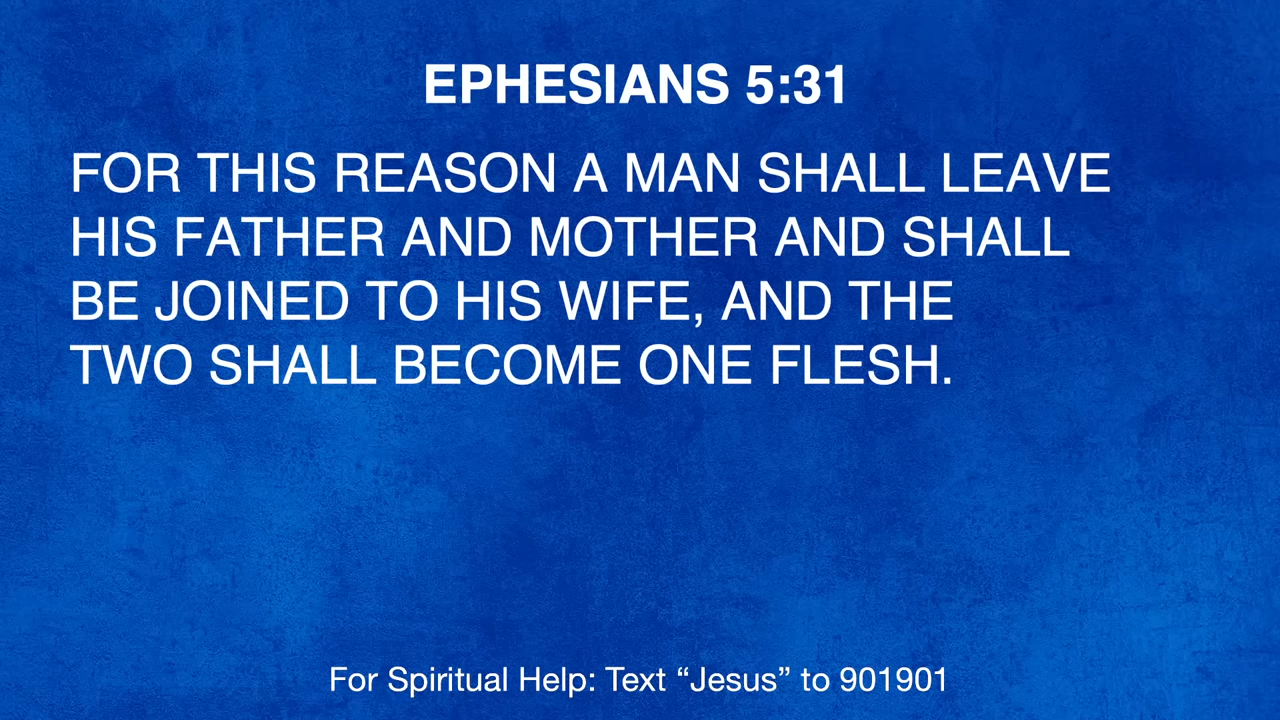 EPHESIANS 5:31
FOR THIS REASON A MAN SHALL LEAVE
HIS FATHER AND MOTHER AND SHALL
BE JOINED TO HIS WIFE, AND THE
TWO SHALL BECOME ONE FLESH.
For Spiritual Help: Text “Jesus” to 901901